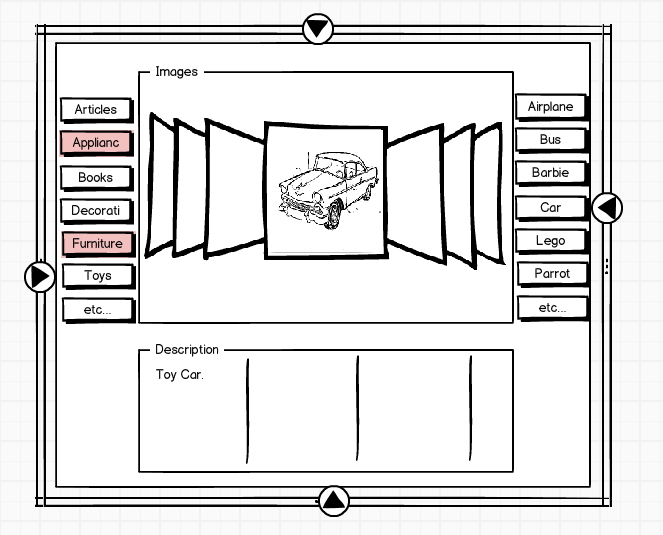 Images
Articles
Applianc
Books
Decorati
Furniture
Toys
etc...
Airplane
Bus
Barbie
Car
Lego
Parrot
etc...
Description
Toy Car.